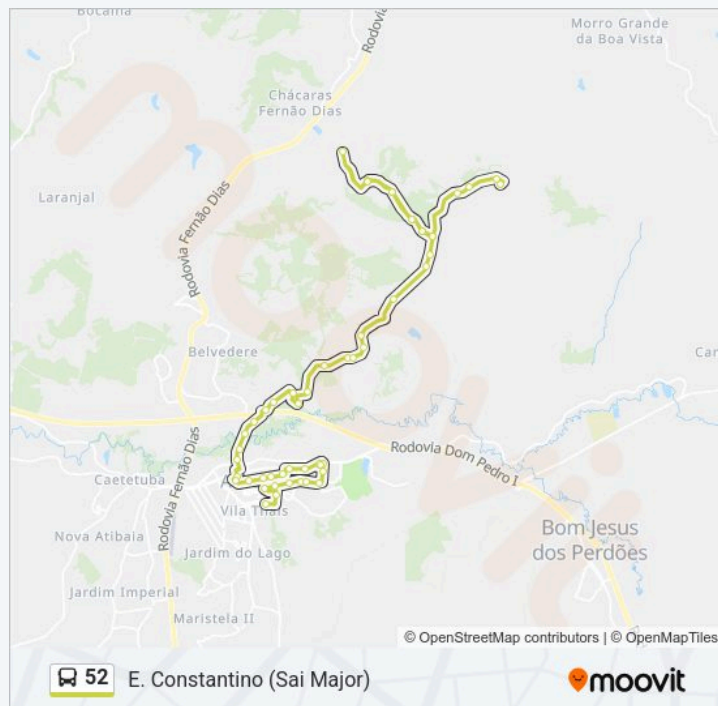 Bocaina
Morro Grande
da Boa Vista
Rodovia
Chácaras
Fernão Dias
Laranjal
Rodovia Fernão Dias
Belvedere
Car
Rodovia Dom Pedro I
Rodovia Fernão Dias
Caetetuba
A
Vila Thais
Nova Atibaia
Jardim do Lago
Bom Jesus
dos Perdões
Jardim Imperial
Maristela II
© OpenStreetMap contributors | © OpenMapTiles
52 E. Constantino (Sai Major)
moovit